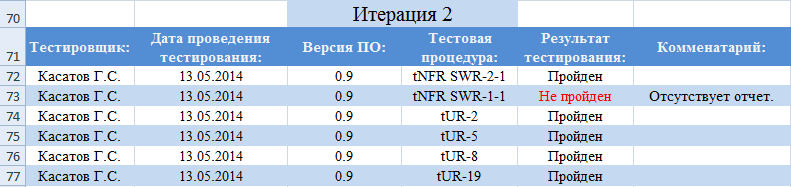 70 Итерация 2
71 Тестировщик: Дата проведения тестирования: Версия ПО: Тестовая процедура: Результат тестирования: Комменатарий:
72 Касатов Г.С. 13.05.2014 0.9 tNFR SWR-2-1 Пройден
73 Касатов Г.С. 13.05.2014 0.9 tNFR SWR-1-1 Не пройден Отсутствует отчет.
74 Касатов Г.С. 13.05.2014 0.9 tUR-2 Пройден
75 Касатов Г.С. 13.05.2014 0.9 tUR-5 Пройден
76 Касатов Г.С. 13.05.2014 0.9 tUR-8 Пройден
77 Касатов Г.С. 13.05.2014 0.9 tUR-19 Пройден